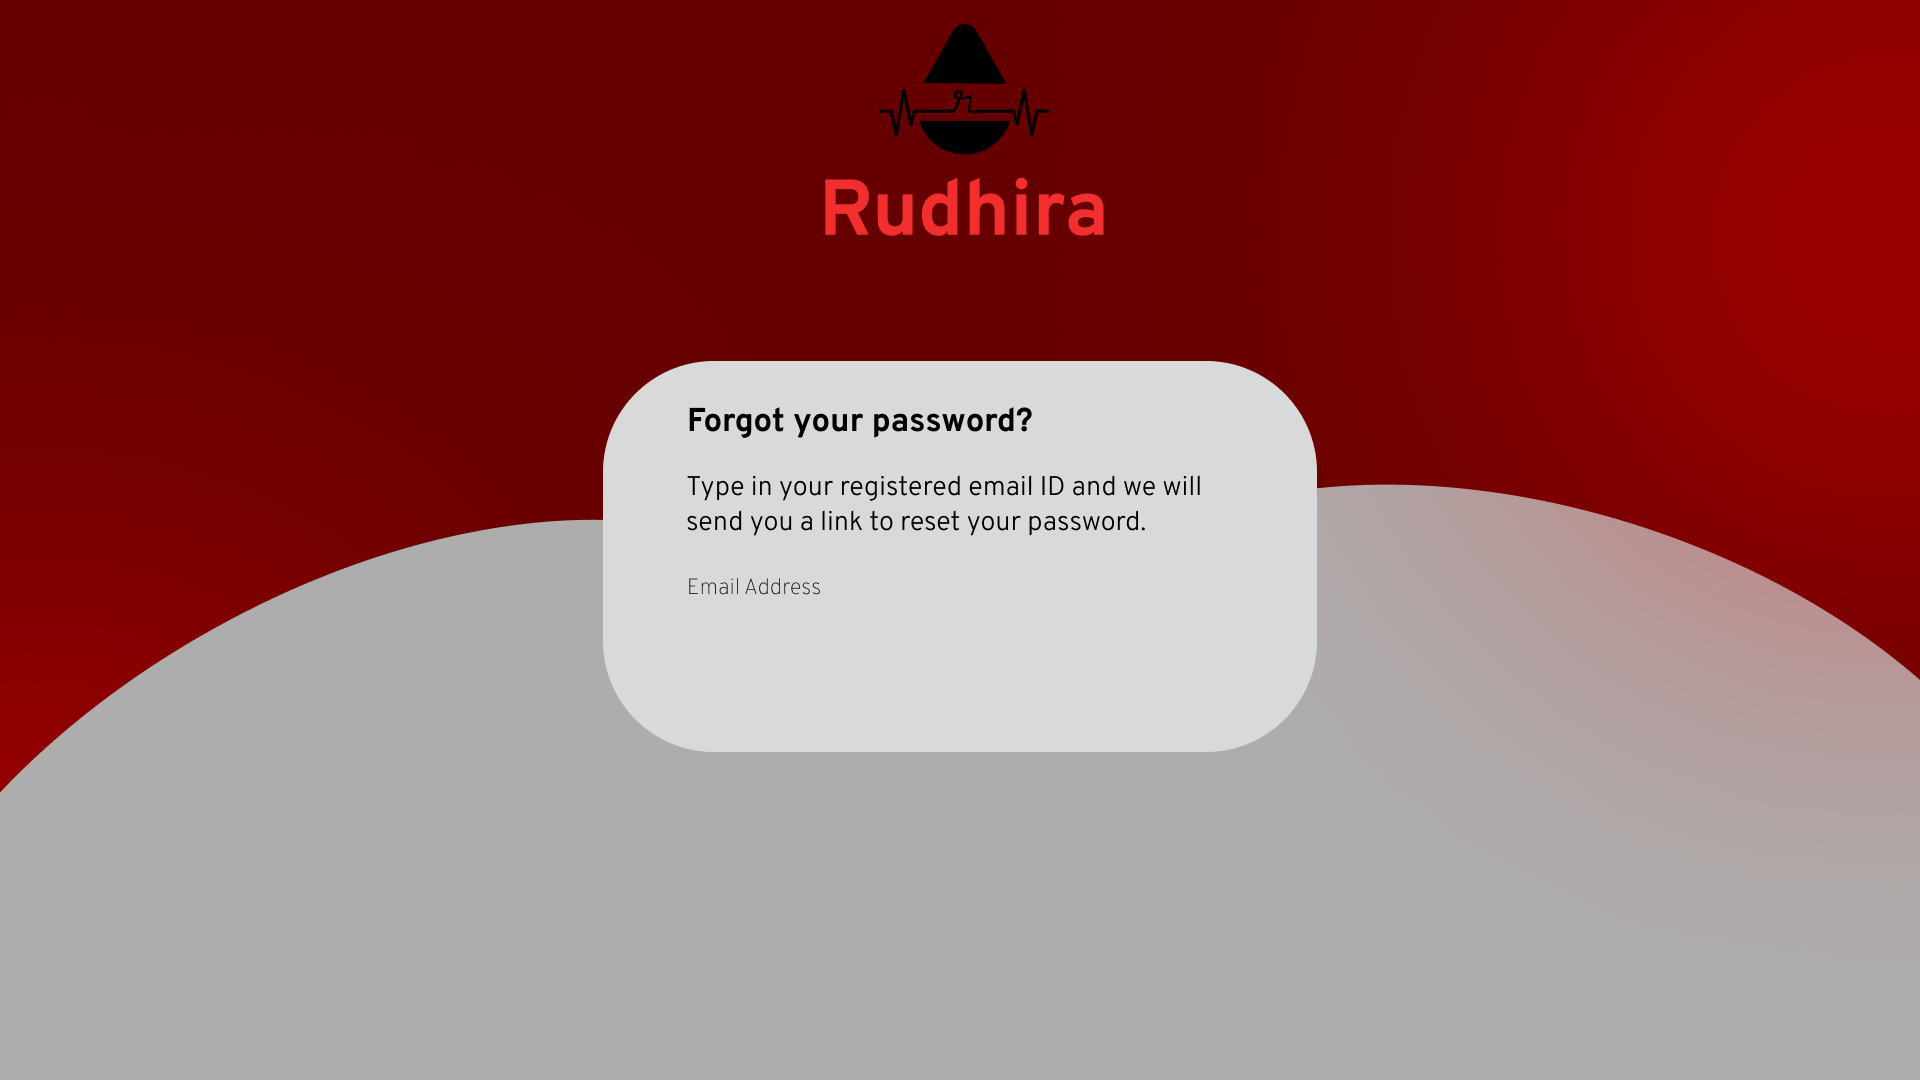 r
Rudhira
Forgot your password?
Type in your registered email ID and we will
send you a link to reset your password.
Email Address